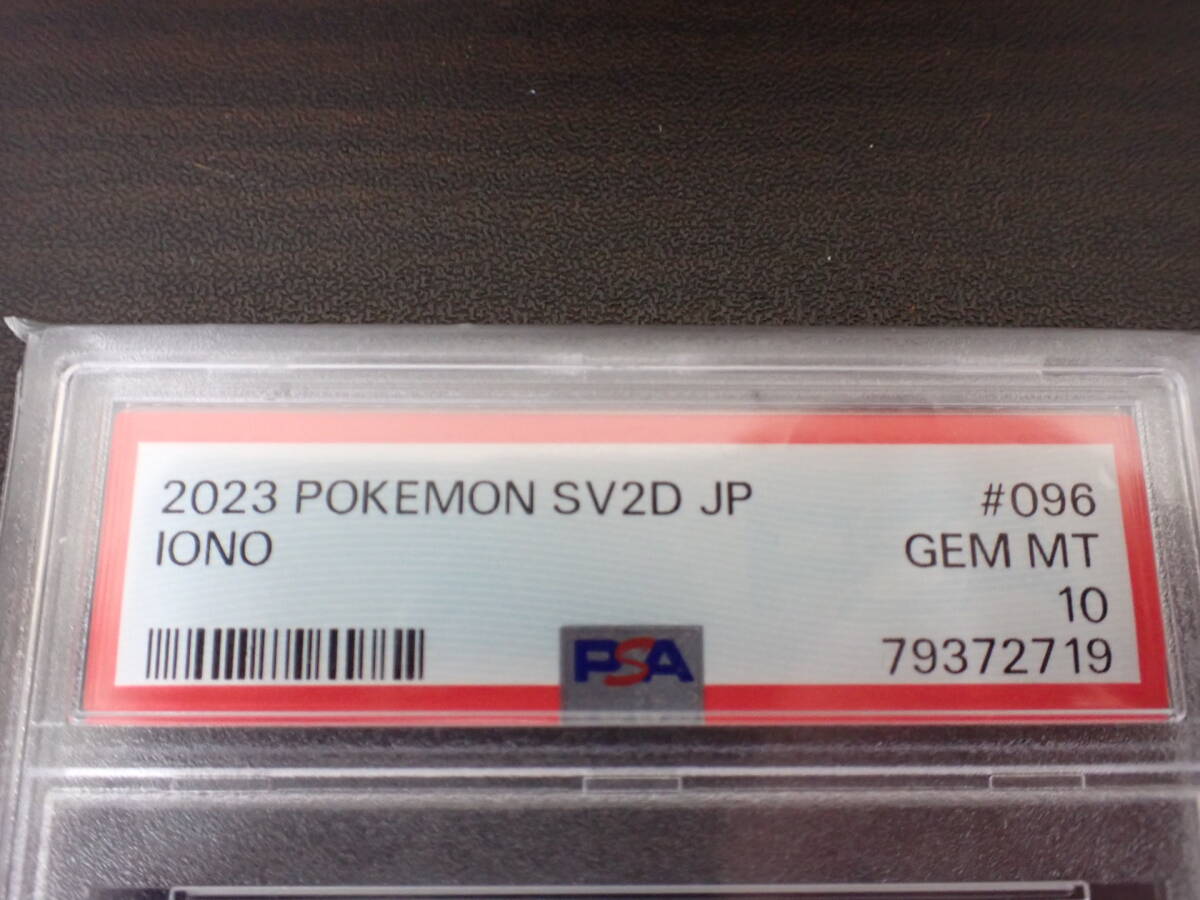 2023 POKEMON SV2D JP #096
IONO GEM MT
10
PSA 79372719